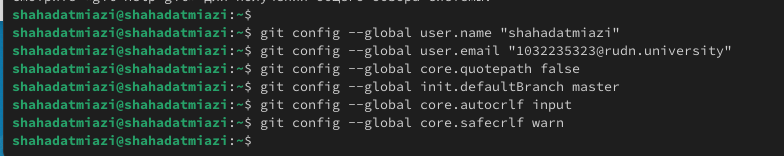 shahadatmiazi@shahadatmiazi:~$
shahadatmiazi@shahadatmiazi:~$ git config --global user.name "shahadatmiazi"
shahadatmiazi@shahadatmiazi:~$ git config --global user.email "1032235323@rudn.university"
shahadatmiazi@shahadatmiazi:~$ git config --global core.quotepath false
shahadatmiazi@shahadatmiazi:~$ git config --global init.defaultBranch master
shahadatmiazi@shahadatmiazi:~$ git config --global core.autocrlf input
shahadatmiazi@shahadatmiazi:~$ git config --global core.safecrlf warn
shahadatmiazi@shahadatmiazi:~$